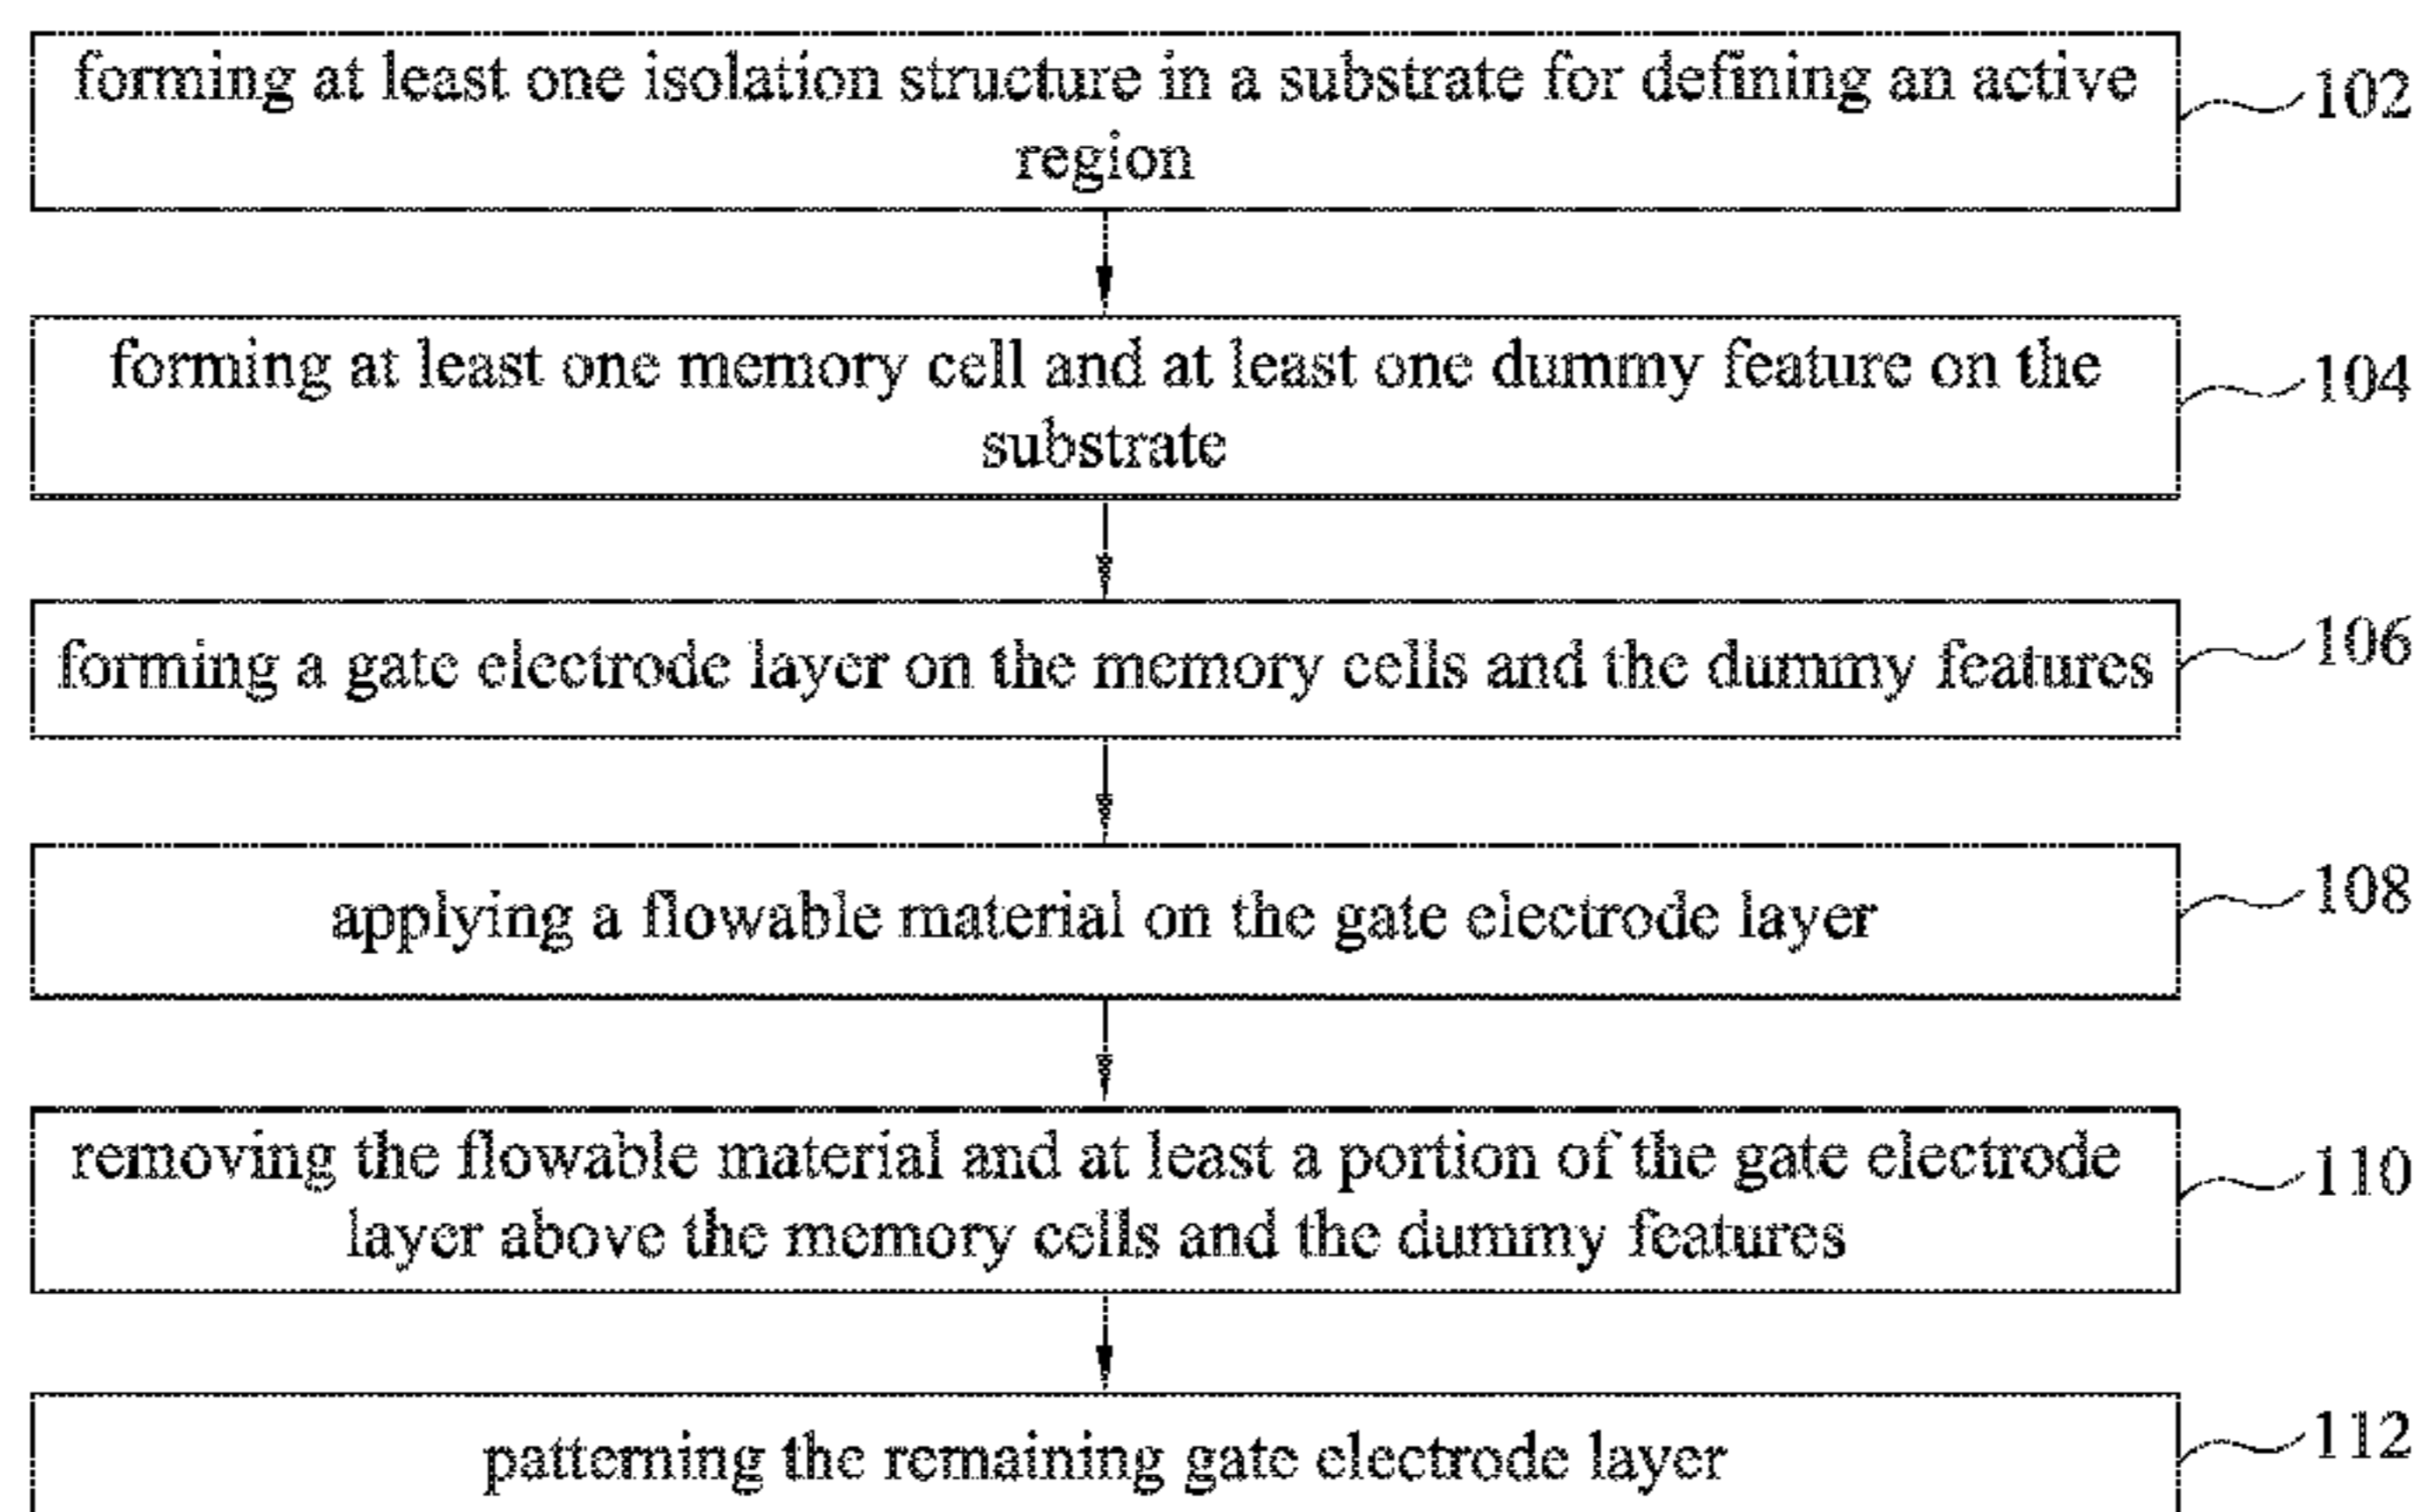 forming at least one isolation structure in a substrate for defining an active
region
102
forming at least one memory cell and at least one dummy feature on the
substrate
104
forming a gate electrode layer on the memory cells and the dummy features
106
applying a flowable material on the gate electrode layer
108
removing the flowable material and at least a portion of the gate electrode
layer above the memory cells and the dummy features
110
patterning the remaining gate electrode layer
112